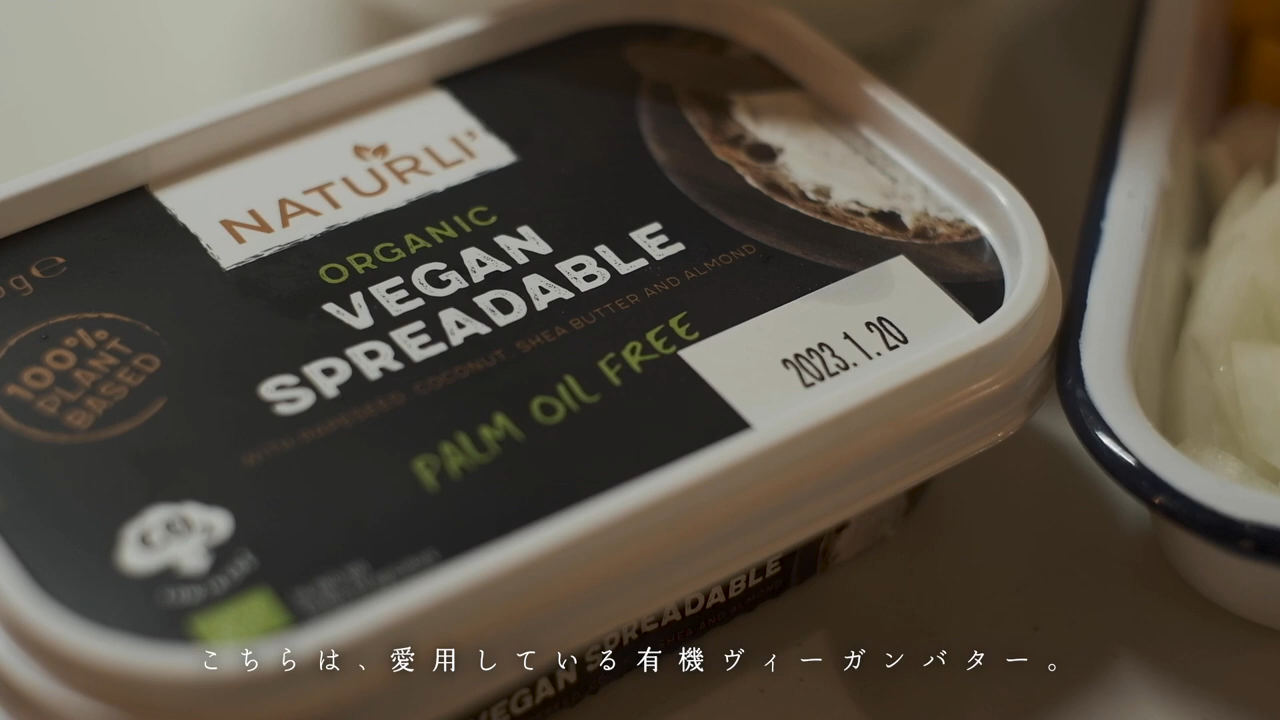 NATURLI'
ORGANIC
VEGAN
SPREADABLE
COCONUT, SHEA BUTTER AND ALMOND
PALM OIL FREE
2023.1.20
100%
PLANT
BASED
CO₂
VEGAN SPREADABLE
こちらは、愛用している有機ヴィーガンバター。